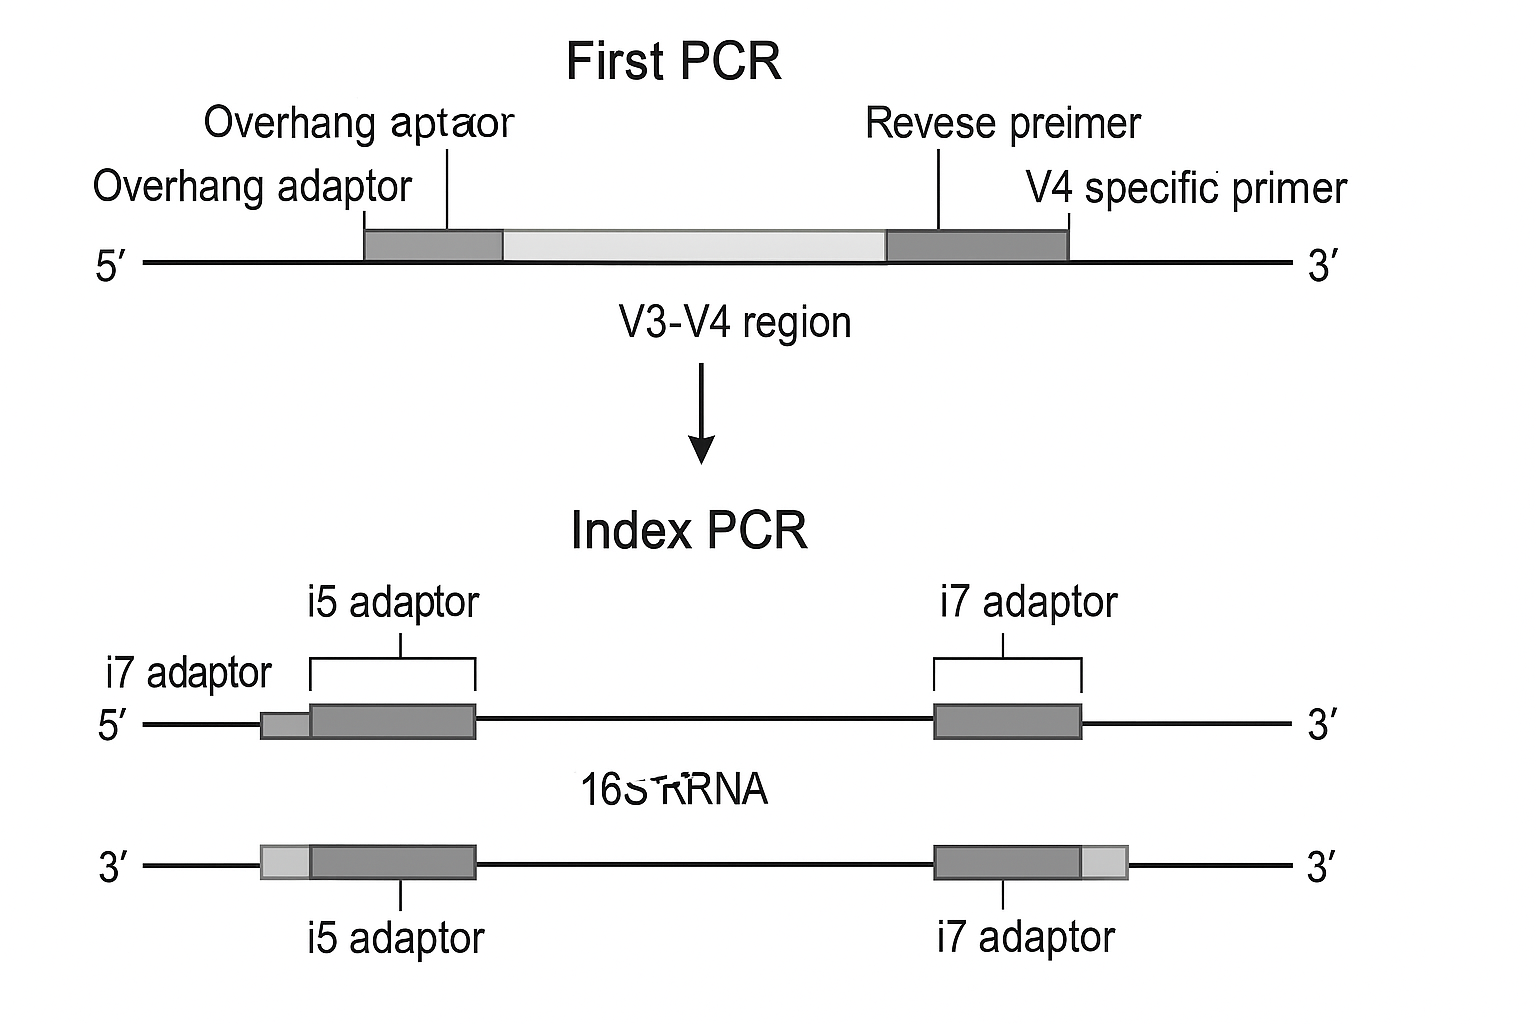 First PCR
Overhang aptaor
Revese preimer
Overhang adaptor
V4 specific primer
5′
3′
V3-V4 region
Index PCR
i5 adaptor
i7 adaptor
i7 adaptor
5′
3′
16S RRNA
3′
3′
i5 adaptor
i7 adaptor